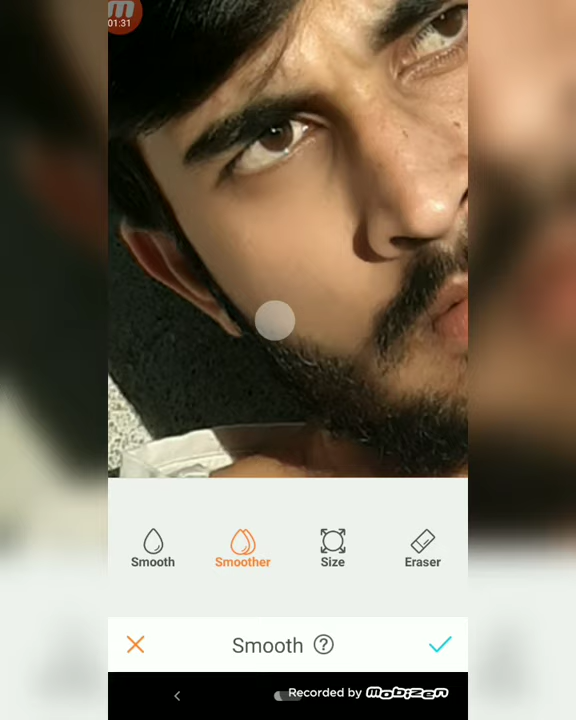 01:31
Smooth
Smoother
Size
Eraser
Smooth ?
Recorded by mobizen